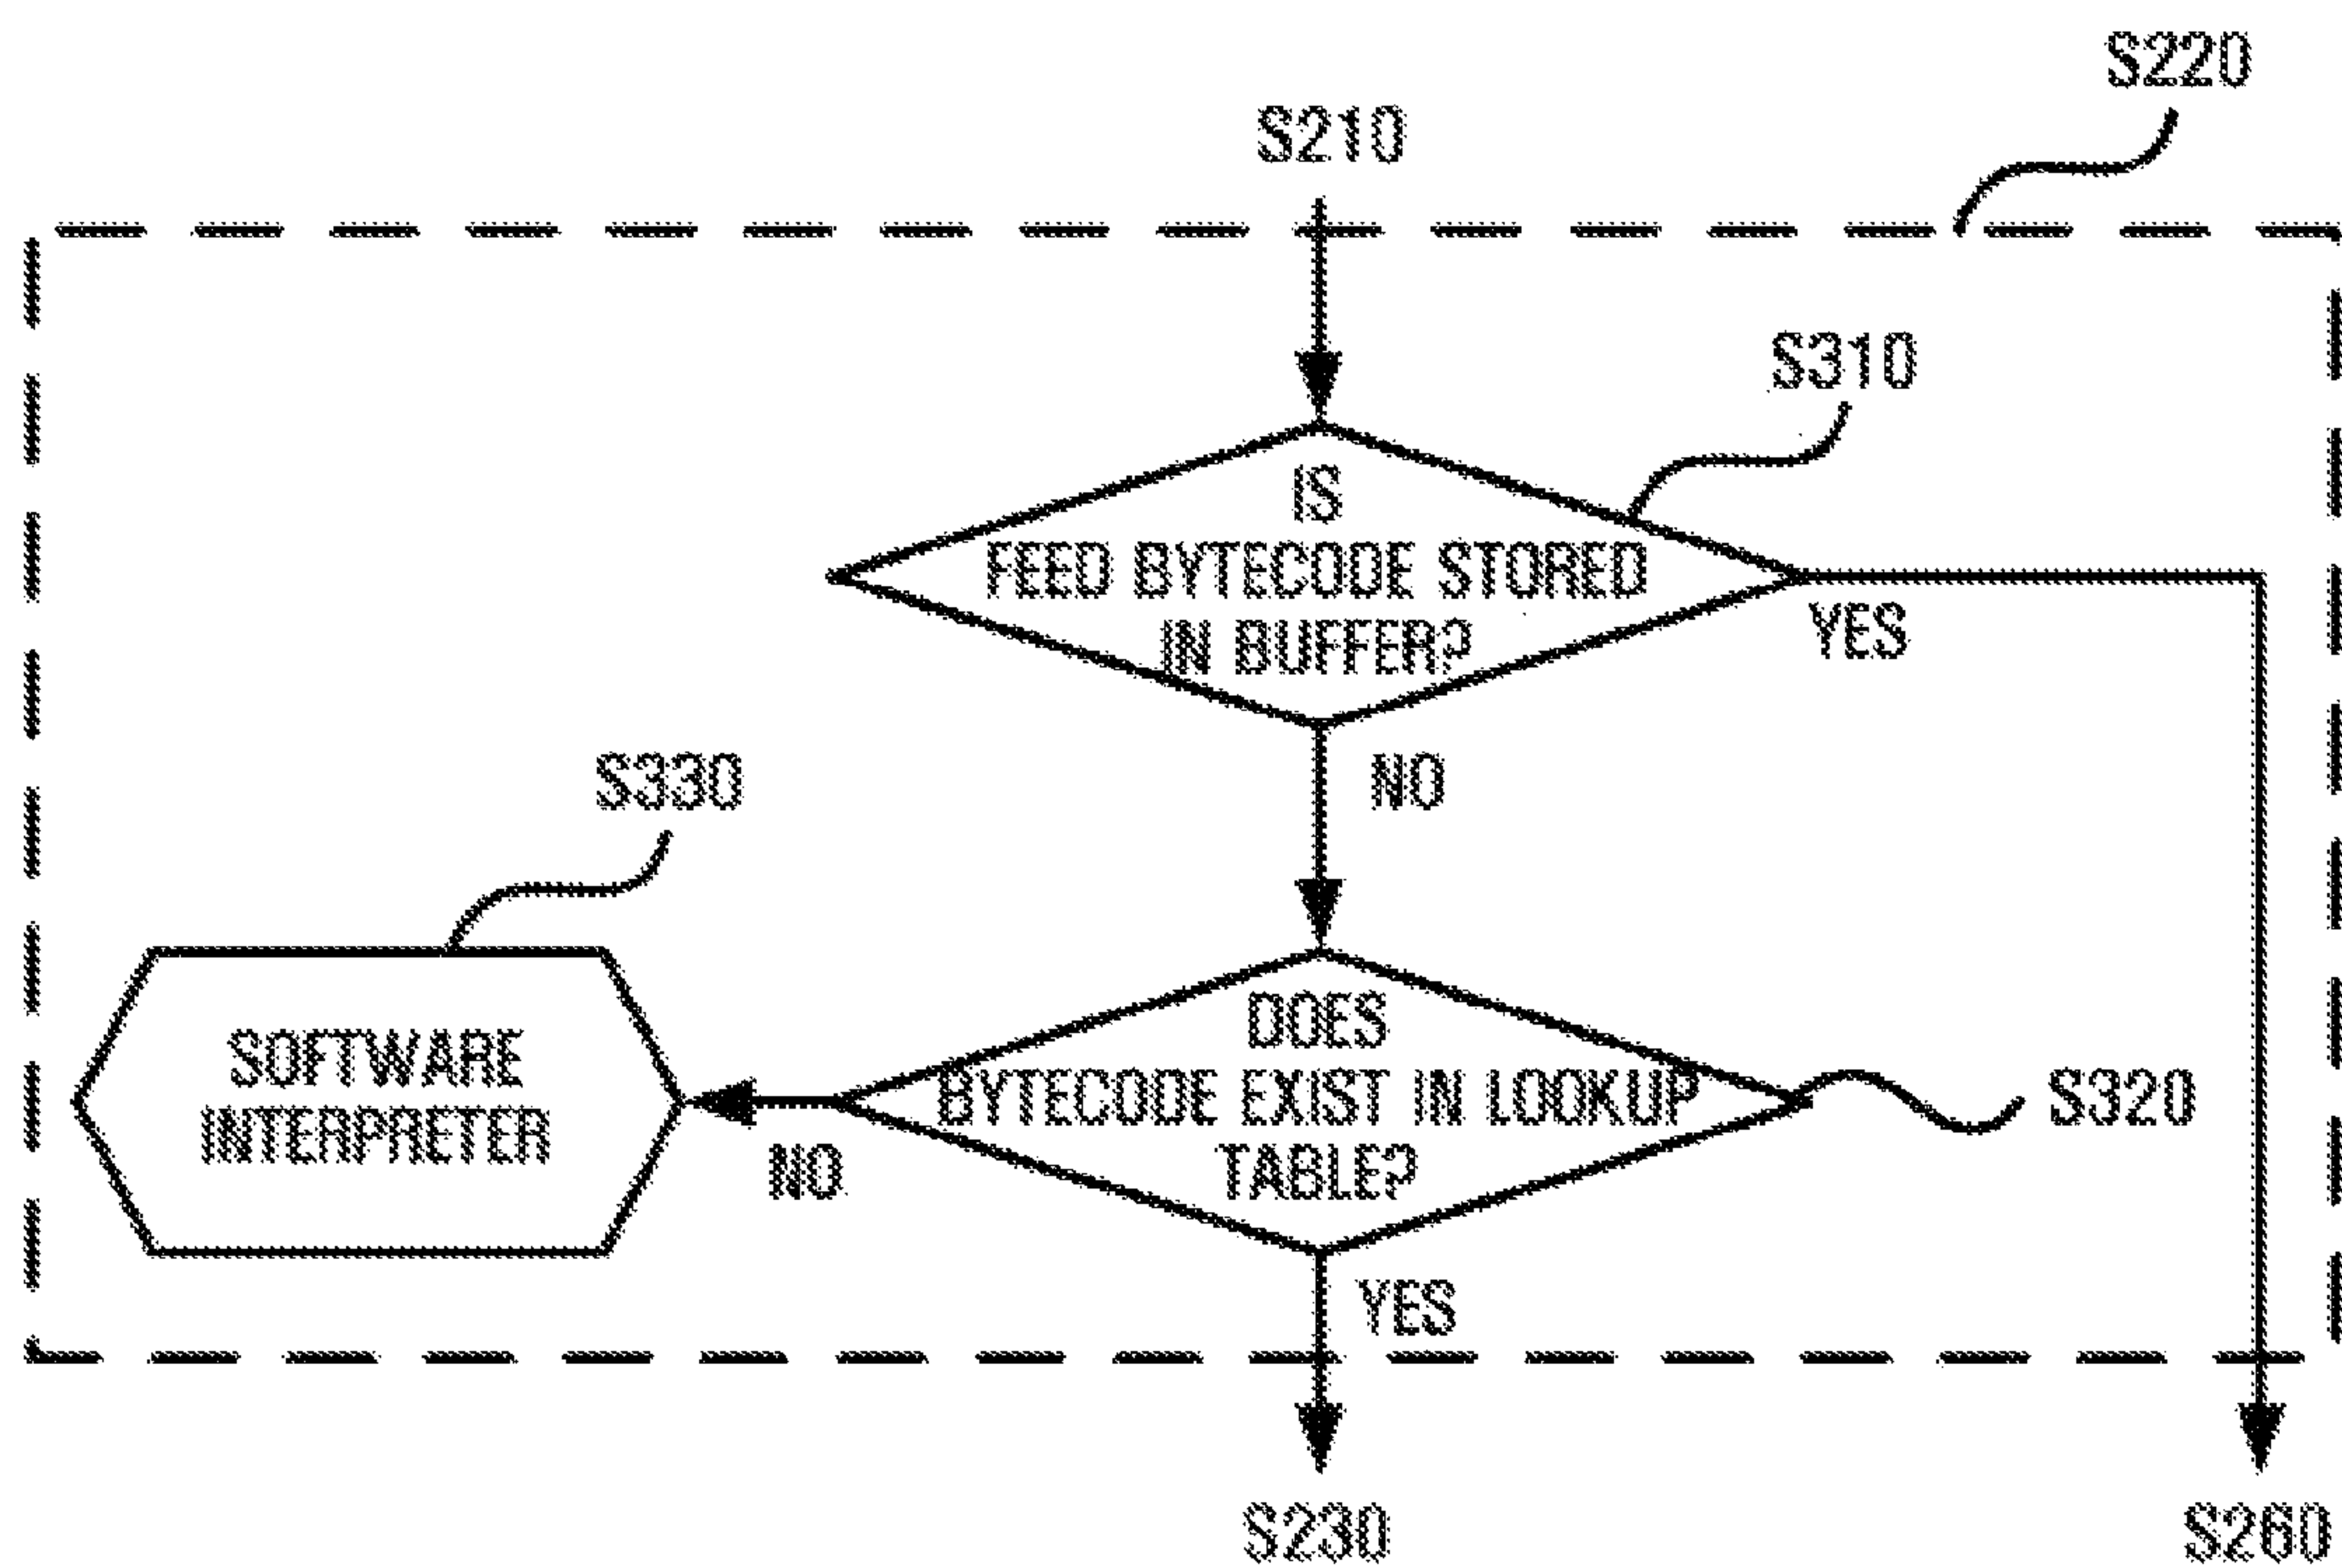 S220
S210
S310
IS
FEED BYTECODE STORED
IN BUFFER?
YES
NO
S330
DOES
BYTECODE EXIST IN LOOKUP
TABLE?
S320
SOFTWARE
INTERPRETER
NO
YES
S230
S260